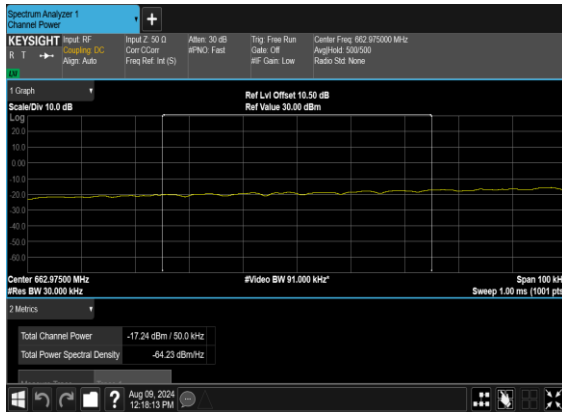 Spectrum Analyzer 1
Channel Power
KEYSIGHT
R T
LXI
Input: RF
Coupling: DC
Align: Auto
Input Z: 50 Ω
Corr CCorr
Freq Ref: Int (S)
Atten: 30 dB
#PNO: Fast
Trig: Free Run
Gate: Off
#IF Gain: Low
Center Freq: 662.975000 MHz
Avg|Hold: 500/500
Radio Std: None
1 Graph
Scale/Div 10.0 dB
Ref Lvl Offset 10.50 dB
Ref Value 30.00 dBm
Log
20.0
10.0
0.00
-10.0
-20.0
-30.0
-40.0
-50.0
-60.0
Center 662.97500 MHz
#Video BW 91.000 kHz*
Span 100 kH
#Res BW 30.000 kHz
Sweep 1.00 ms (1001 pts
2 Metrics
Total Channel Power -17.24 dBm / 50.0 kHz
Total Power Spectral Density -64.23 dBm/Hz
?
Aug 09, 2024
12:18:13 PM